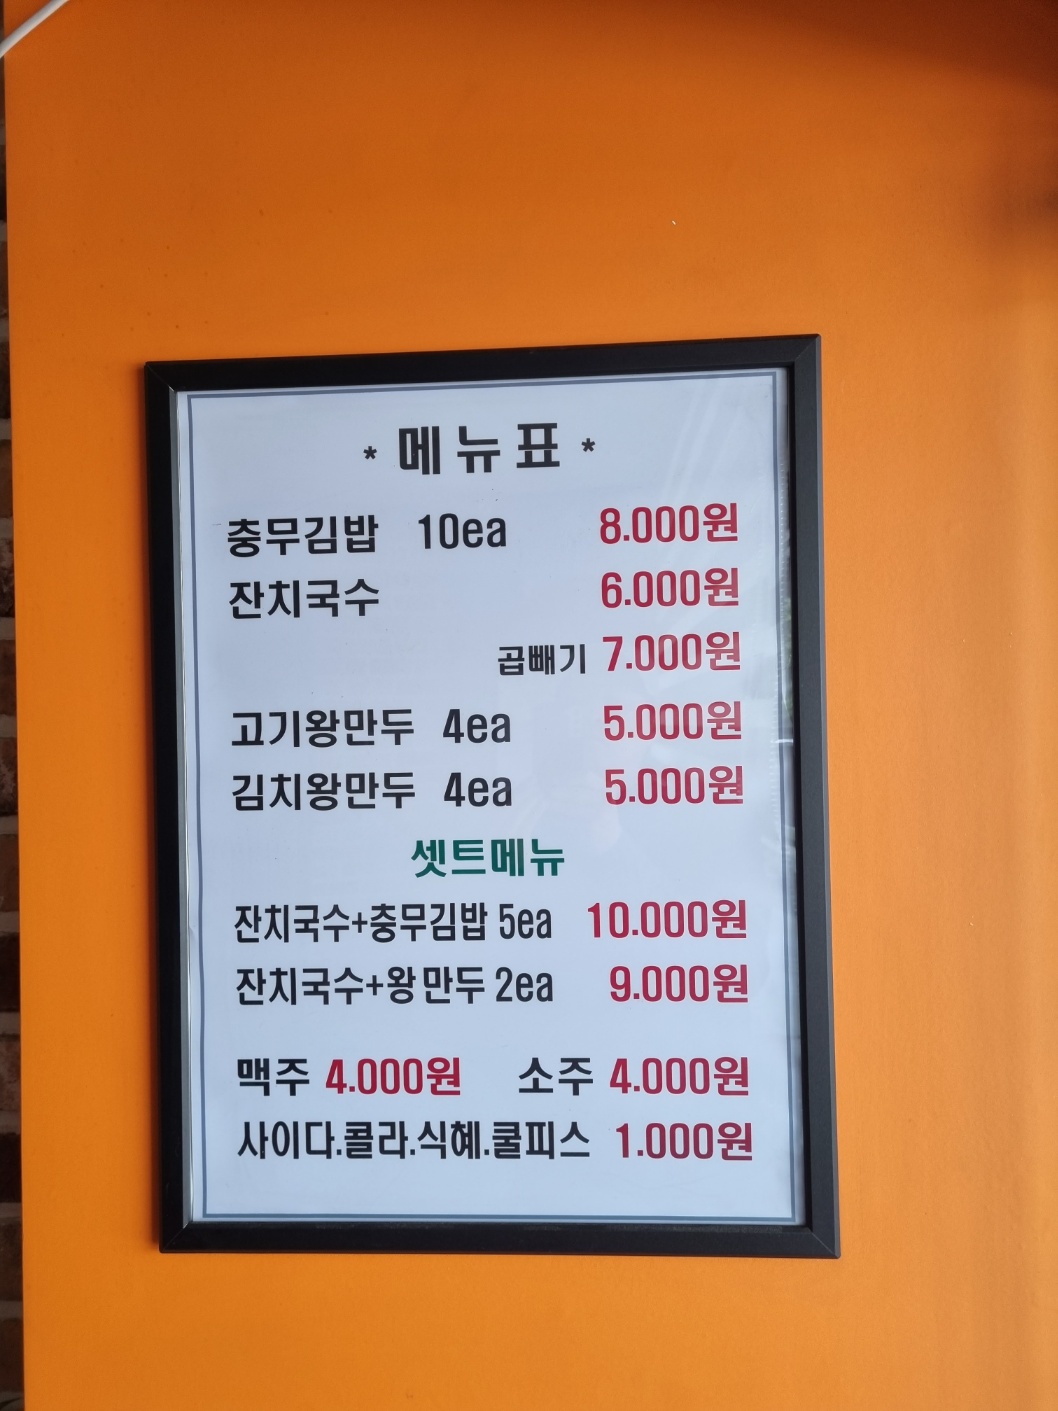 * 메뉴표 *
충무김밥 10ea 8.000원
잔치국수 6.000원
곱빼기 7.000원
고기왕만두 4ea 5.000원
김치왕만두 4ea 5.000원
셋트메뉴
잔치국수+충무김밥 5ea 10.000원
잔치국수+왕만두 2ea 9.000원
맥주 4.000원 소주 4.000원
사이다.콜라.식혜.쿨피스 1.000원